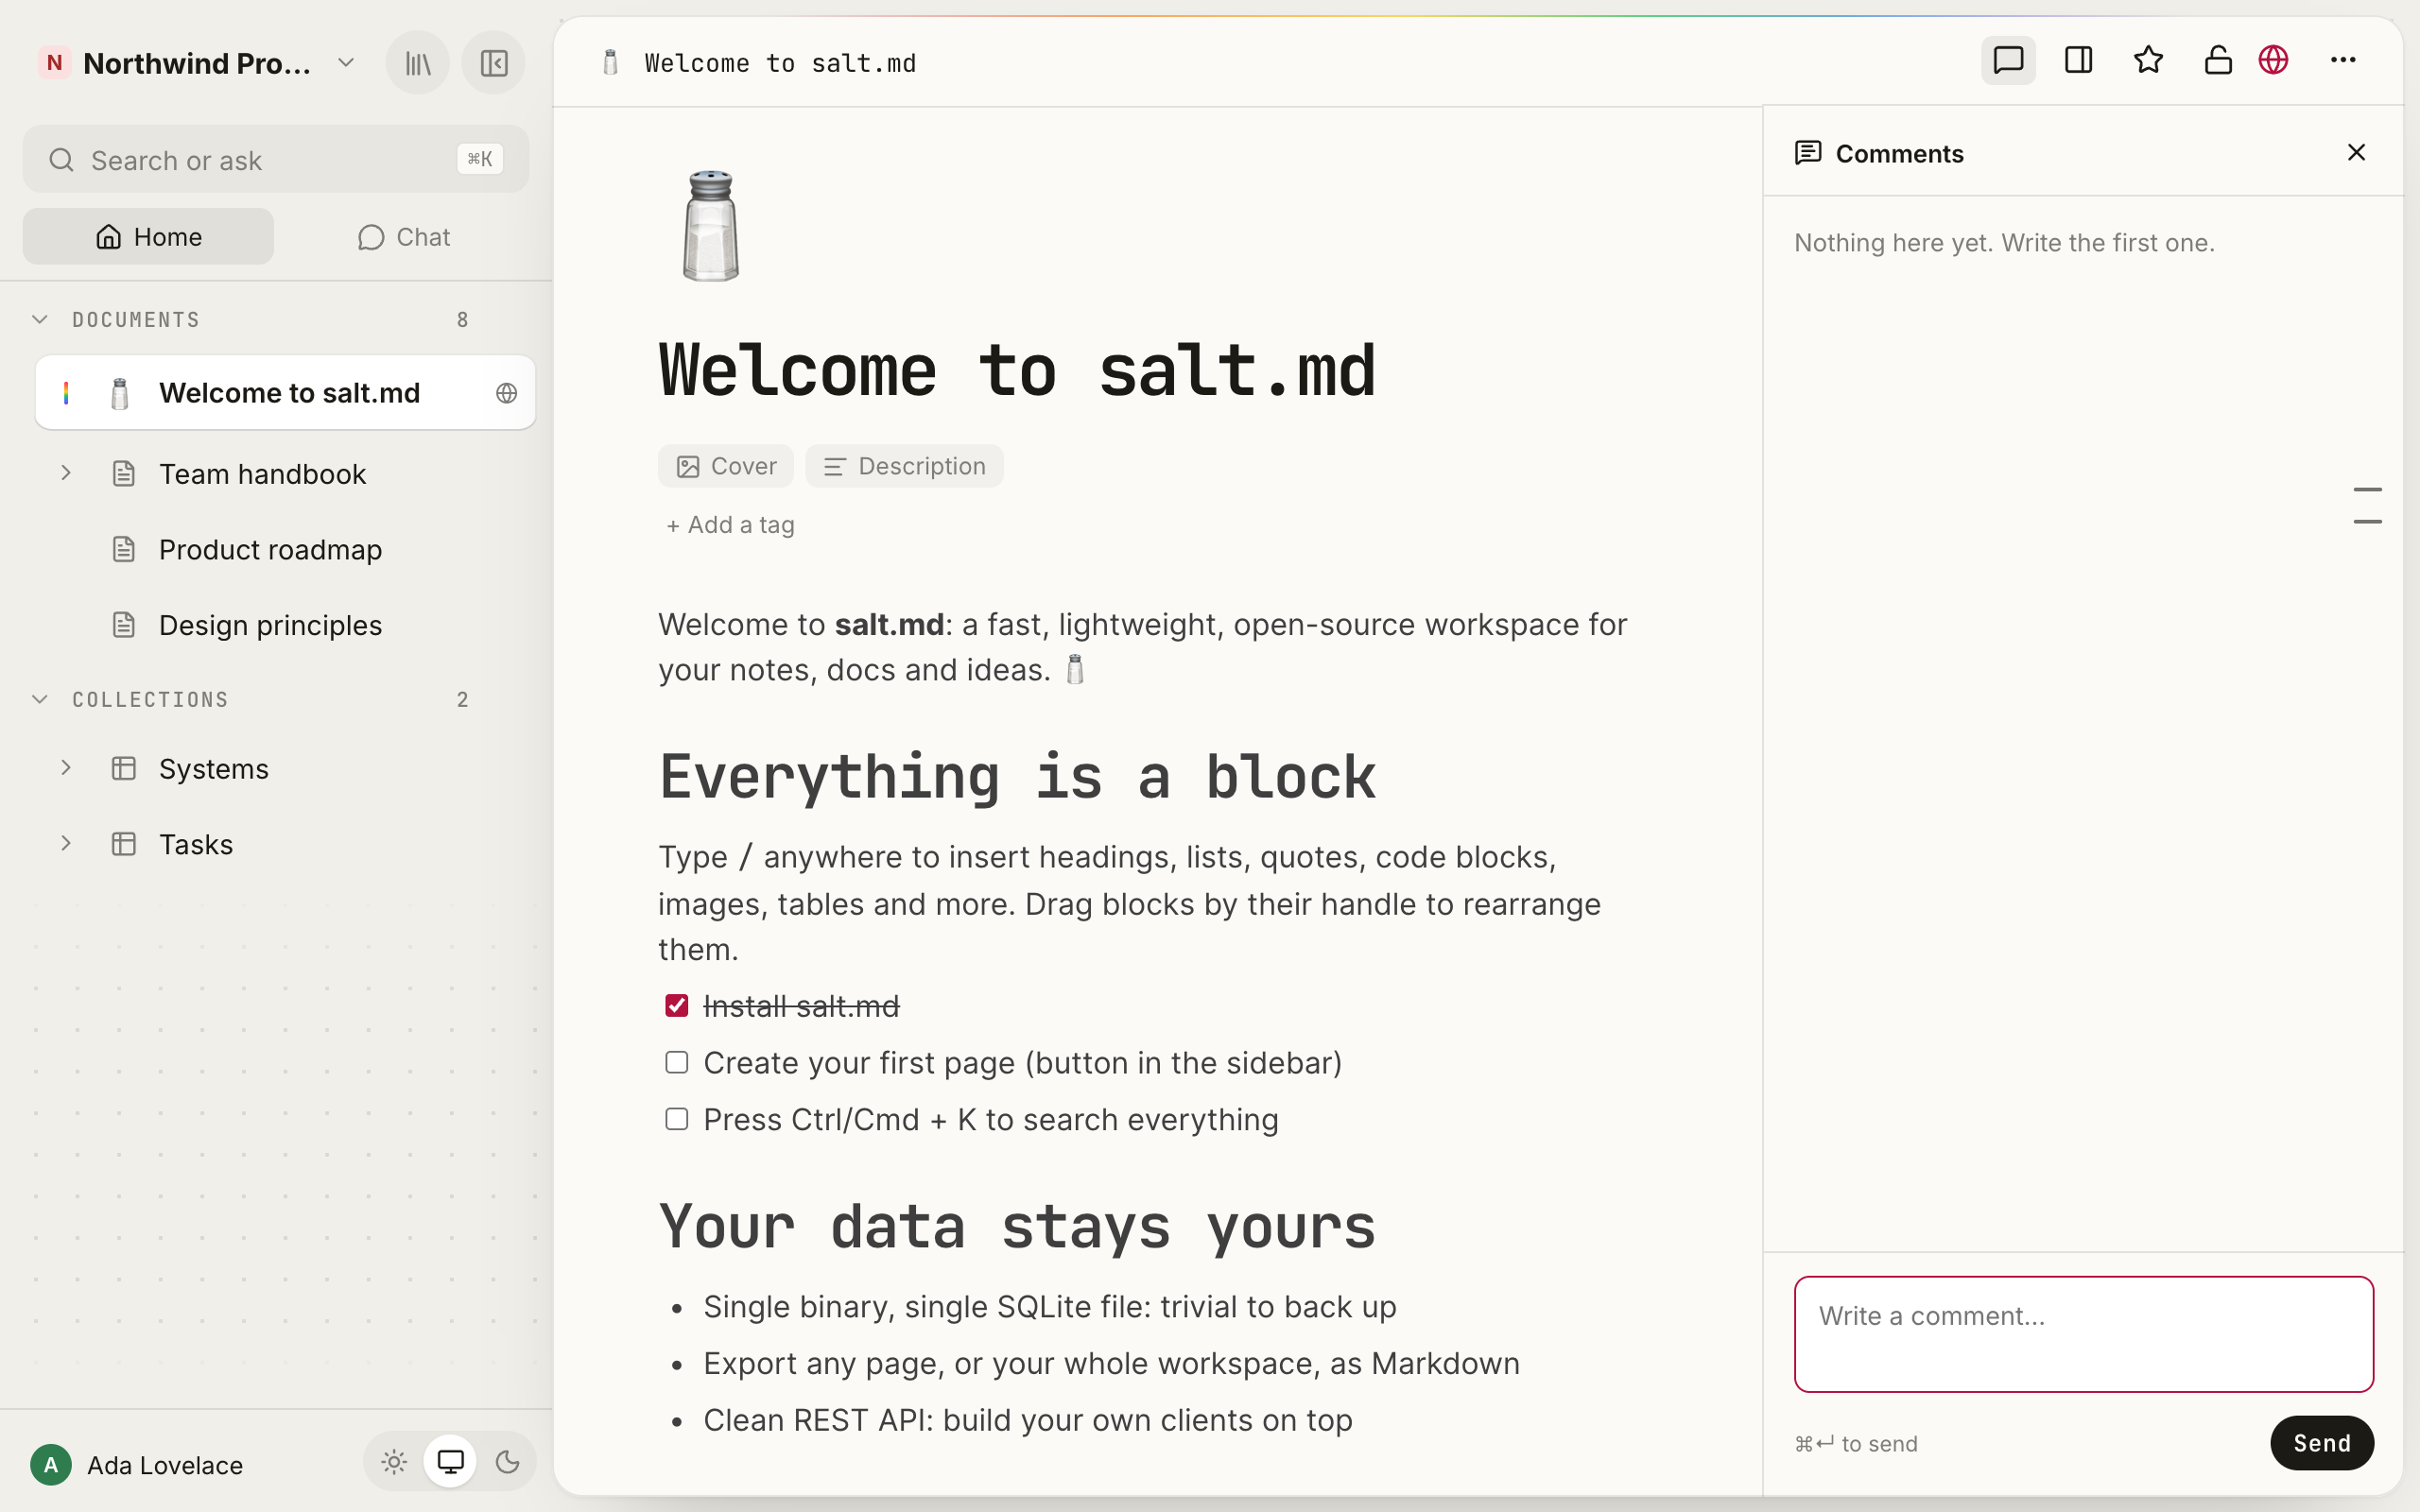 N Northwind Pro...
Search or ask ⌘K
Home Chat
DOCUMENTS 8
Welcome to salt.md
Team handbook
Product roadmap
Design principles
COLLECTIONS 2
Systems
Tasks
A Ada Lovelace
Welcome to salt.md
Welcome to salt.md
Cover Description
+ Add a tag
Welcome to salt.md: a fast, lightweight, open-source workspace for
your notes, docs and ideas.
Everything is a block
Type / anywhere to insert headings, lists, quotes, code blocks,
images, tables and more. Drag blocks by their handle to rearrange
them.
Install salt.md
Create your first page (button in the sidebar)
Press Ctrl/Cmd + K to search everything
Your data stays yours
• Single binary, single SQLite file: trivial to back up
• Export any page, or your whole workspace, as Markdown
• Clean REST API: build your own clients on top
Comments
Nothing here yet. Write the first one.
Write a comment...
⌘↵ to send Send